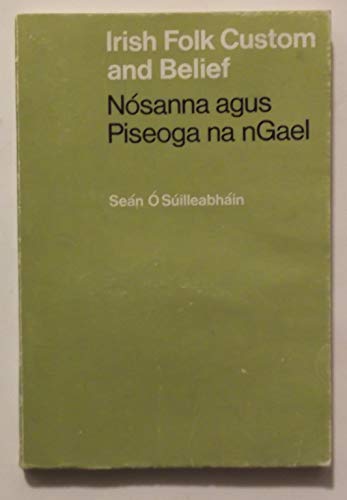 Irish Folk Custom
and Belief
Nósanna agus
Piseoga na nGael
Seán Ó Súilleabháin